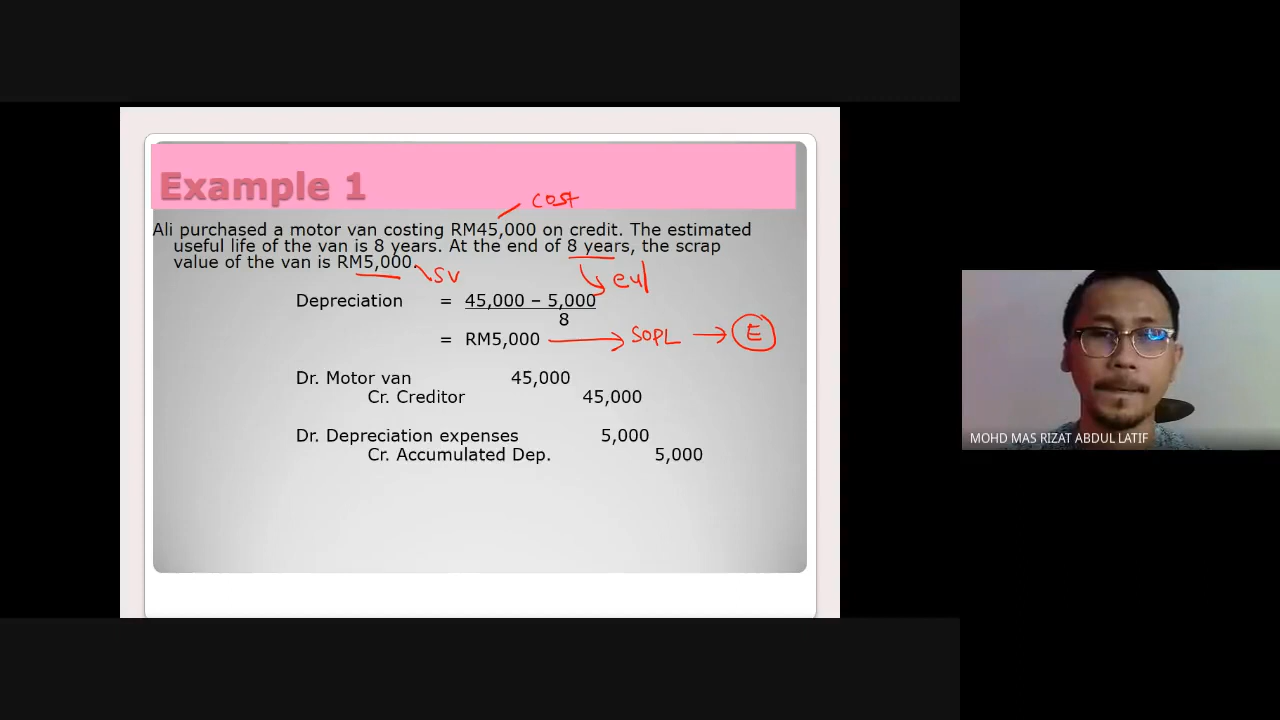 Example 1
cost
Ali purchased a motor van costing RM45,000 on credit. The estimated
useful life of the van is 8 years. At the end of 8 years, the scrap
value of the van is RM5,000.
SV
eul
Depreciation = 45,000 – 5,000
8
= RM5,000
SOPL
E
Dr. Motor van 45,000
Cr. Creditor 45,000
Dr. Depreciation expenses 5,000
Cr. Accumulated Dep. 5,000
MOHD MAS RIZAT ABDUL LATIF